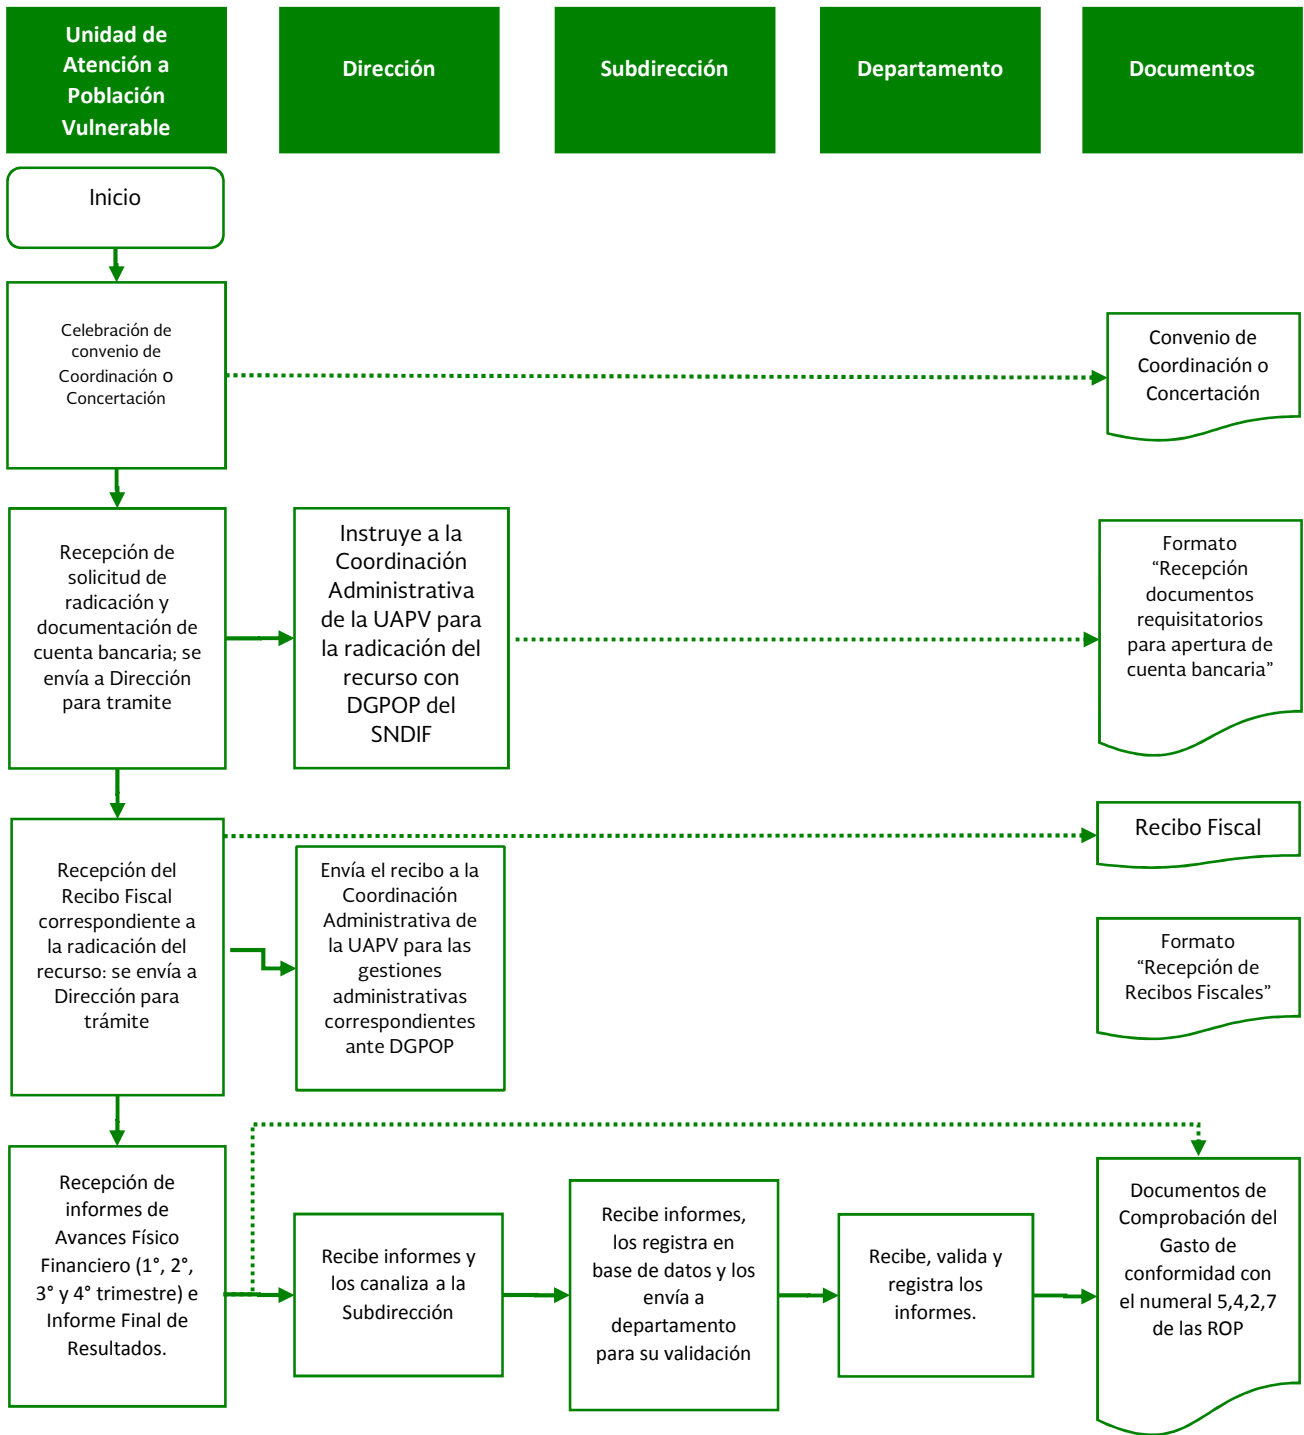 Unidad de
Atención a
Población
Vulnerable
Dirección
Subdirección
Departamento
Documentos
Inicio
Celebración de
convenio de
Coordinación o
Concertación
Convenio de
Coordinación o
Concertación
Recepción de
solicitud de
radicación y
documentación de
cuenta bancaria; se
envía a Dirección
para tramite
Instruye a la
Coordinación
Administrativa
de la UAPV para
la radicación del
recurso con
DGPOP del
SNDIF
Formato
“Recepción
documentos
requisitatorios
para apertura de
cuenta bancaria”
Recepción del
Recibo Fiscal
correspondiente a
la radicación del
recurso: se envía a
Dirección para
trámite
Envía el recibo a la
Coordinación
Administrativa de
la UAPV para las
gestiones
administrativas
correspondientes
ante DGPOP
Recibo Fiscal
Formato
“Recepción de
Recibos Fiscales”
Recepción de
informes de
Avances Físico
Financiero (1°, 2°,
3° y 4° trimestre) e
Informe Final de
Resultados.
Recibe informes y
los canaliza a la
Subdirección
Recibe informes,
los registra en
base de datos y los
envía a
departamento
para su validación
Recibe, valida y
registra los
informes.
Documentos de
Comprobación del
Gasto de
conformidad con
el numeral 5,4,2,7
de las ROP